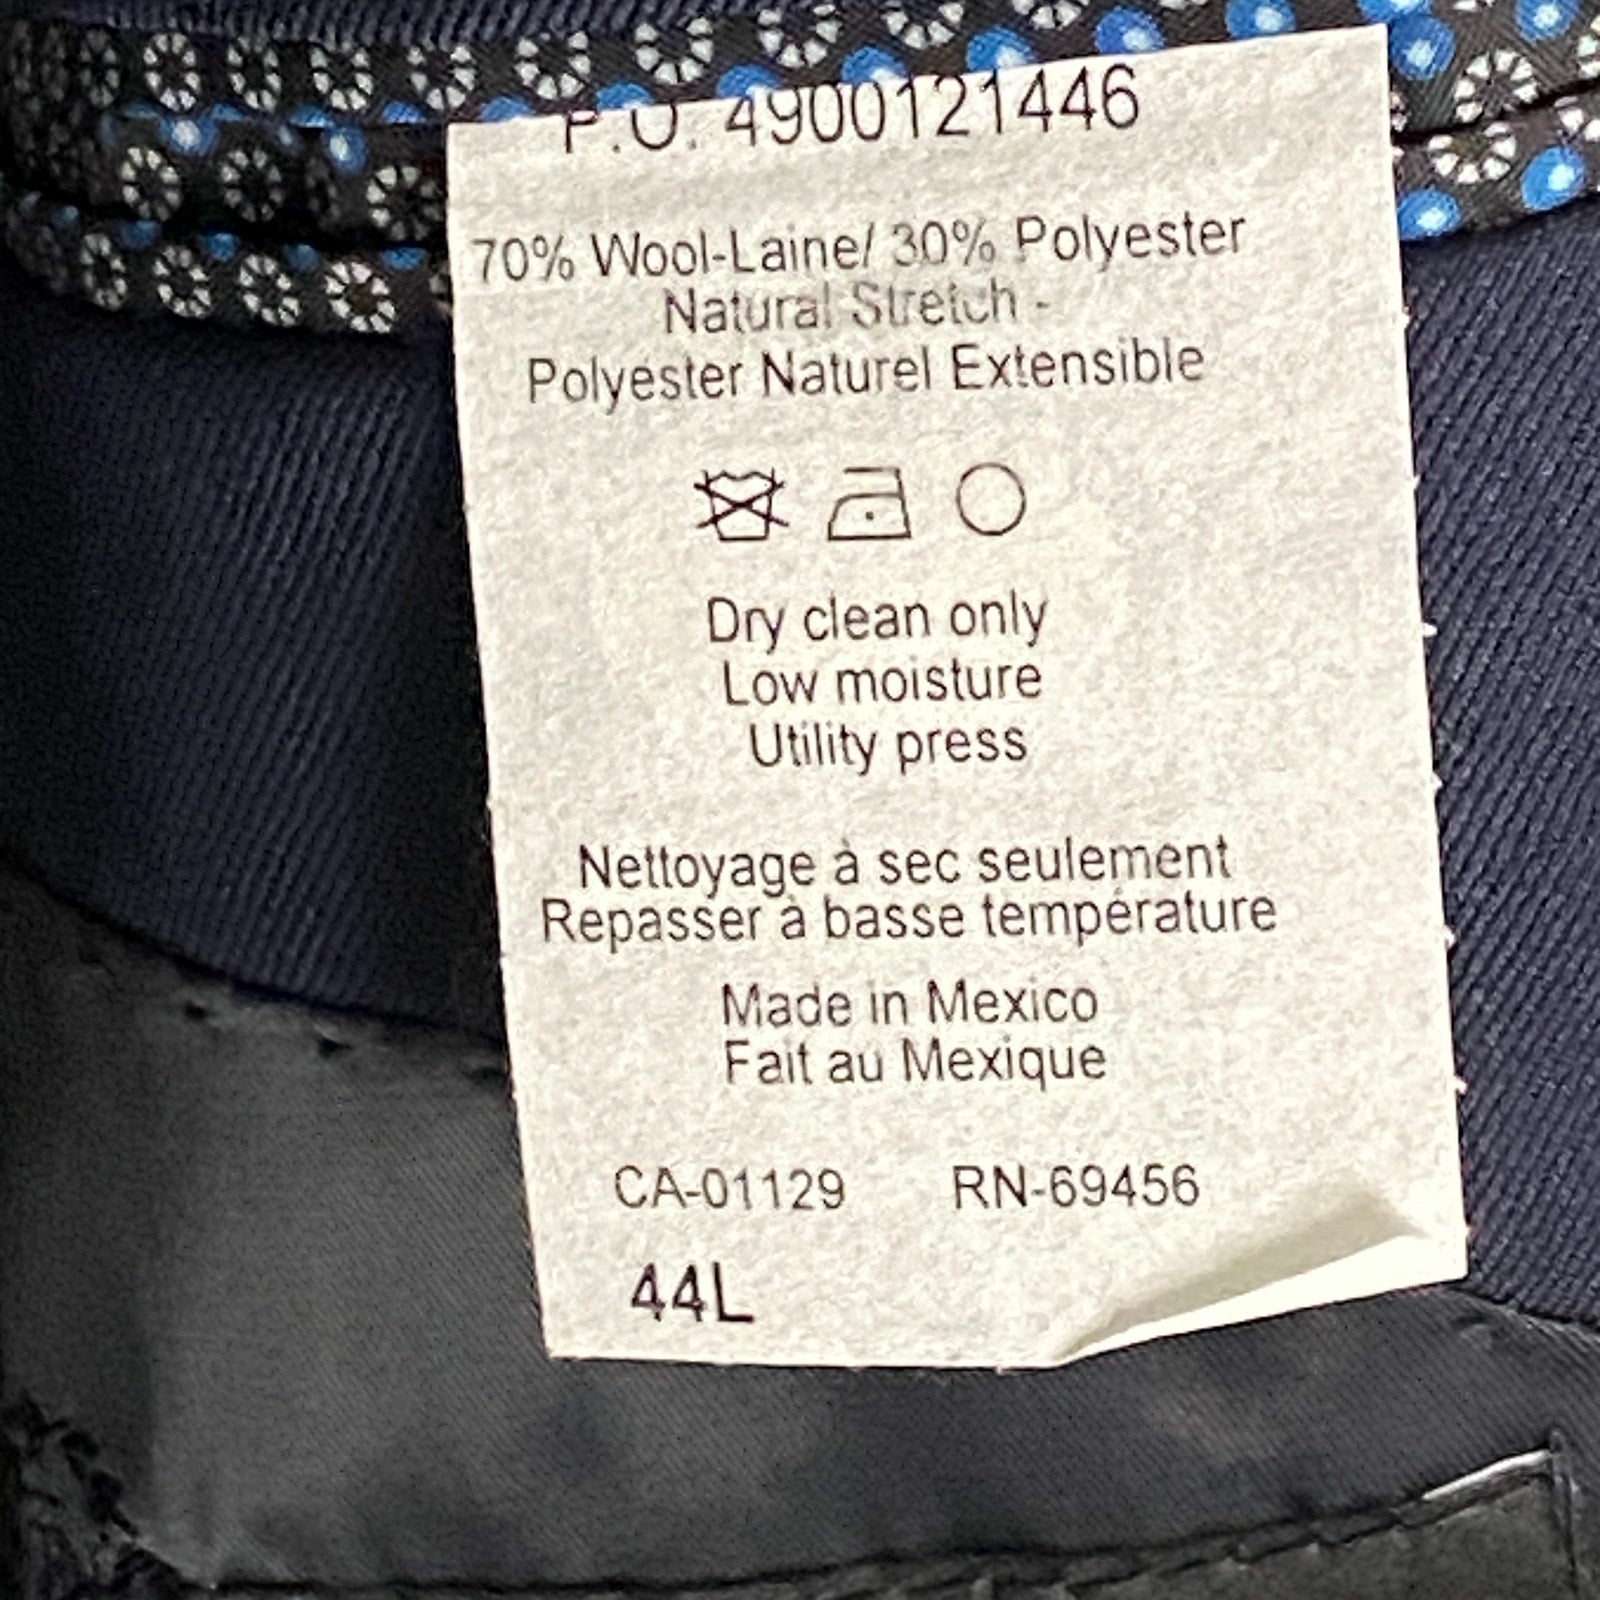 P.O. 4900121446
70% Wool-Laine/ 30% Polyester
Natural Stretch -
Polyester Naturel Extensible
Dry clean only
Low moisture
Utility press
Nettoyage à sec seulement
Repasser à basse température
Made in Mexico
Fait au Mexique
CA-01129 RN-69456
44L